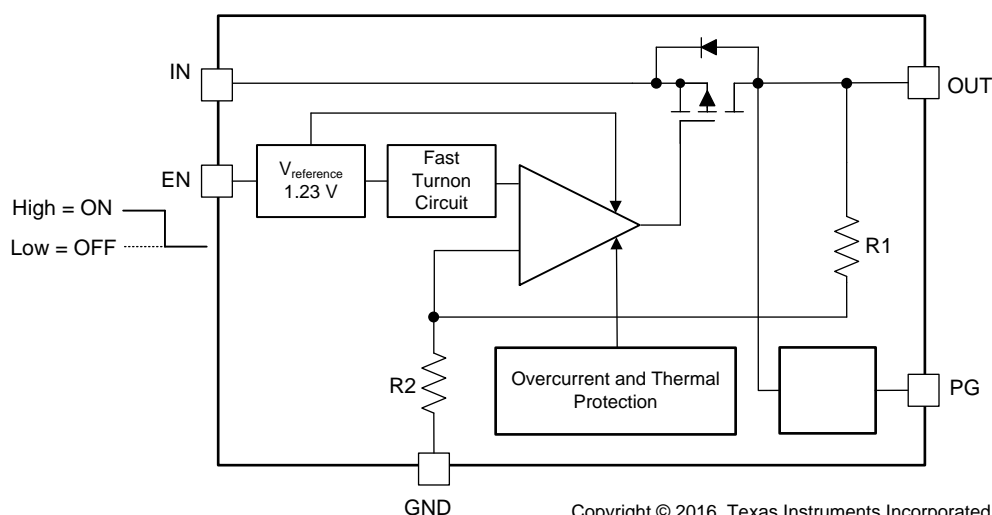 IN
OUT
EN
V reference
1.23 V
Fast
Turnon
Circuit
High = ON
Low = OFF
R1
R2
Overcurrent and Thermal
Protection
PG
GND
Copyright © 2016, Texas Instruments Incorporated